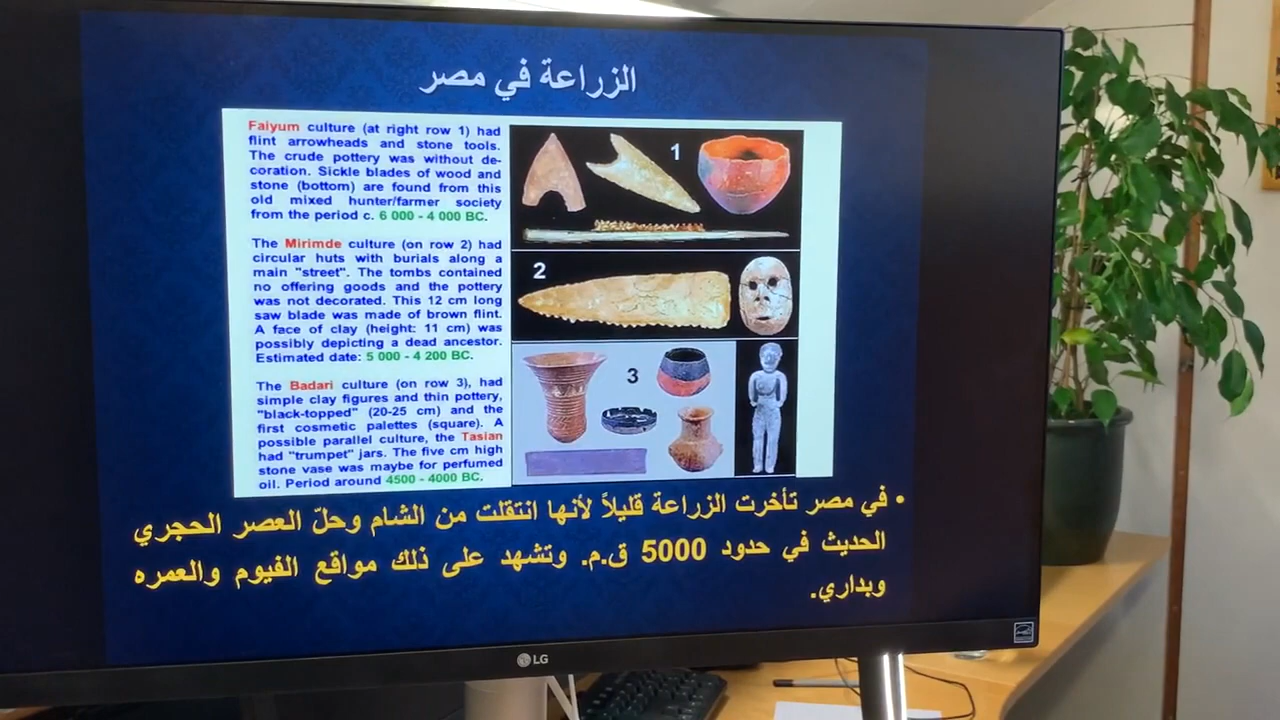 الزراعة في مصر
Faiyum culture (at right row 1) had
flint arrowheads and stone tools.
The crude pottery was without de-
coration. Sickle blades of wood and
stone (bottom) are found from this
old mixed hunter/farmer society
from the period c. 6 000 - 4 000 BC.
The Mirimde culture (on row 2) had
circular huts with burials along a
main "street". The tombs contained
no offering goods and the pottery
was not decorated. This 12 cm long
saw blade was made of brown flint.
A face of clay (height: 11 cm) was
possibly depicting a dead ancestor.
Estimated date: 5 000 - 4 200 BC.
The Badari culture (on row 3), had
simple clay figures and thin pottery,
"black-topped" (20-25 cm) and the
first cosmetic palettes (square). A
possible parallel culture, the Tasian
had "trumpet" jars. The five cm high
stone vase was maybe for perfumed
oil. Period around 4500 - 4000 BC.
1
2
3
• في مصر تأخرت الزراعة قليلاً لأنها انتقلت من الشام وحلّ العصر الحجري
الحديث في حدود 5000 ق.م. وتشهد على ذلك مواقع الفيوم والعمره
وبداري.
LG